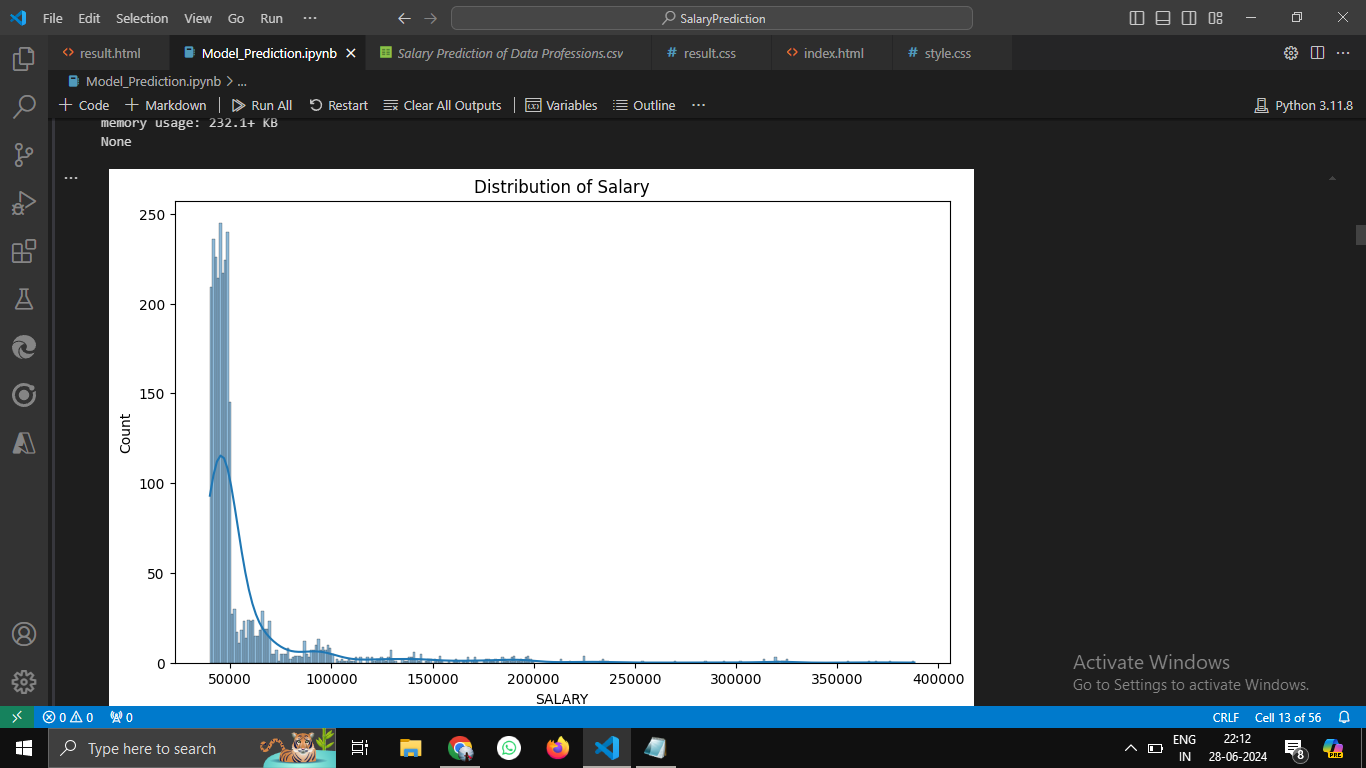 File Edit Selection View Go Run ··· SalaryPrediction
result.html Model_Prediction.ipynb Salary Prediction of Data Professions.csv result.css index.html style.css
Model_Prediction.ipynb > ...
Code Markdown Run All Restart Clear All Outputs Variables Outline ··· Python 3.11.8
memory usage: 232.1+ KB
None
Distribution of Salary
250
200
150
100
50
0
Count
50000 100000 150000 200000 250000 300000 350000 400000
SALARY
Activate Windows
Go to Settings to activate Windows.
0 0 0 CRLF Cell 13 of 56
Type here to search
ENG
IN
22:12
28-06-2024
8
PRE